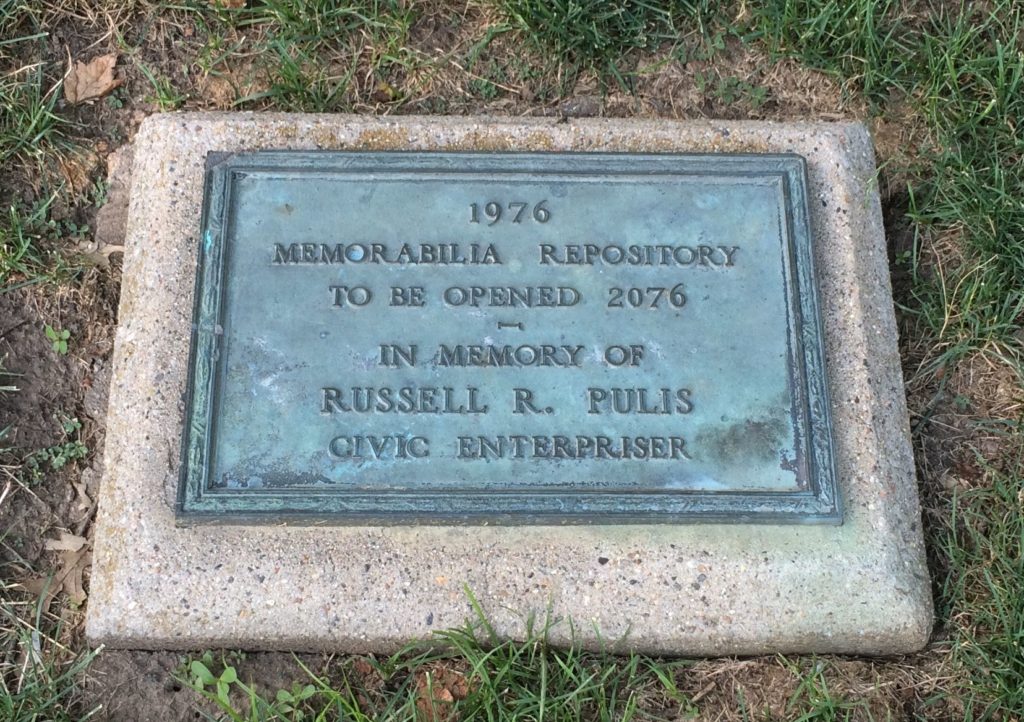 1976
MEMORABILIA REPOSITORY
TO BE OPENED 2076
IN MEMORY OF
RUSSELL R. PULIS
CIVIC ENTERPRISER